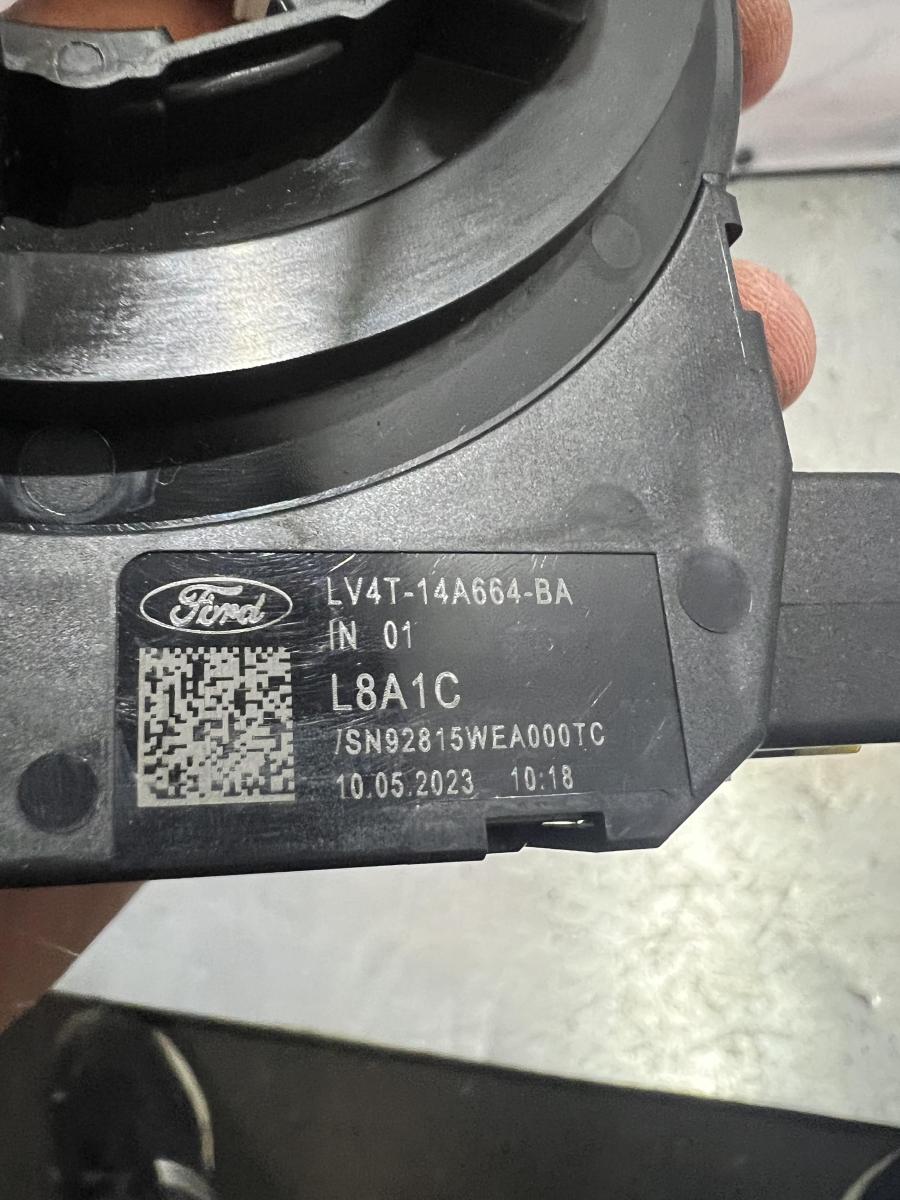 Ford
LV4T-14A664-BA
IN 01
L8A1C
/SN92815WEA000TC
10.05.2023 10:18